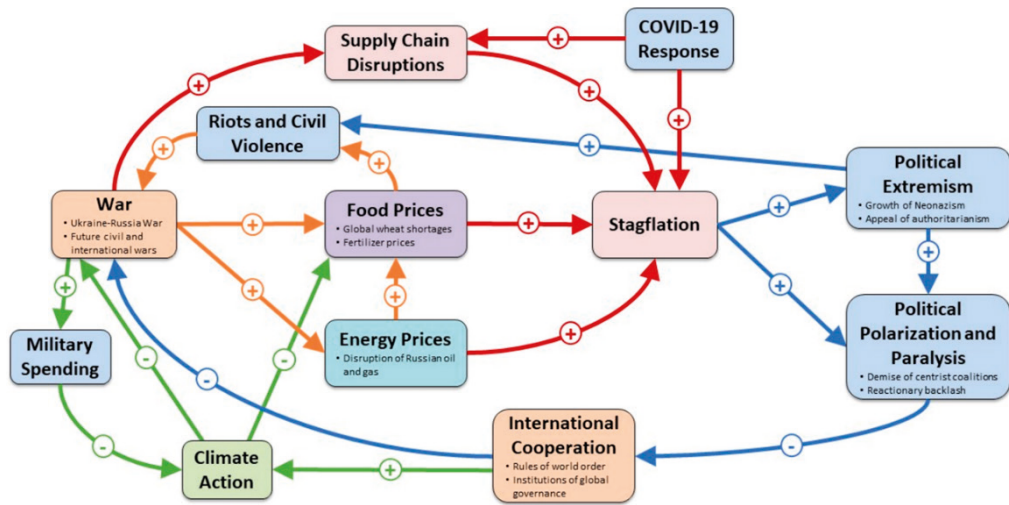 Supply Chain
Disruptions
COVID-19
Response
+
+
+
+
Riots and Civil
Violence
+
+
+
Political
Extremism
• Growth of Neonazism
• Appeal of authoritarianism
War
• Ukraine-Russia War
• Future civil and
international wars
+
Food Prices
• Global wheat shortages
• Fertilizer prices
+
Stagflation
+
+
+
+
+
+
Military
Spending
Energy Prices
• Disruption of Russian oil
and gas
+
Political
Polarization and
Paralysis
• Demise of centrist coalitions
• Reactionary backlash
-
-
-
-
-
Climate
Action
+
International
Cooperation
• Rules of world order
• Institutions of global
governance